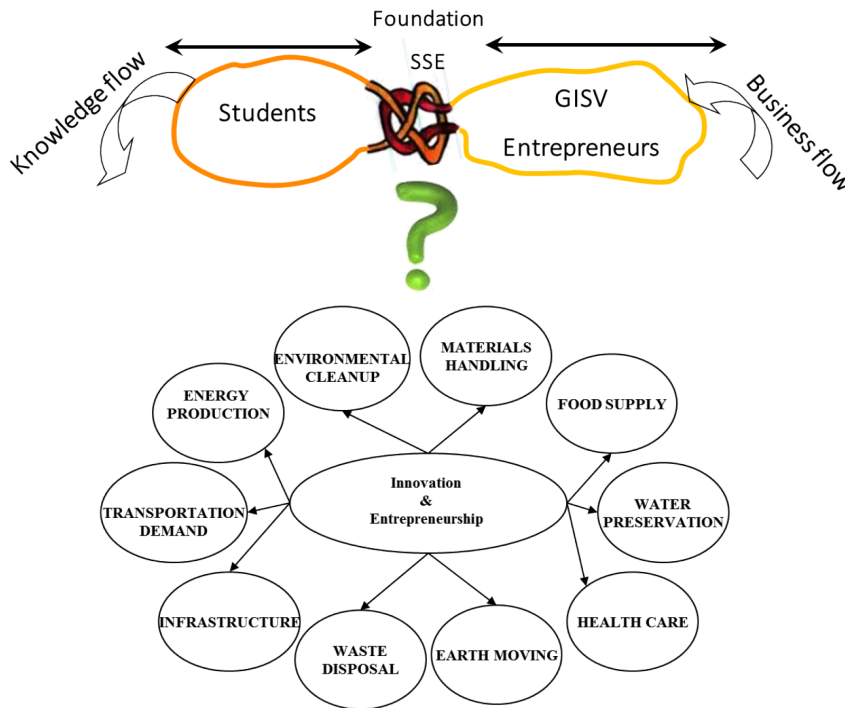 Foundation
SSE
Knowledge flow
Students
GISV
Entrepreneurs
Business flow
ENVIRONMENTAL
CLEANUP
MATERIALS
HANDLING
ENERGY
PRODUCTION
FOOD SUPPLY
TRANSPORTATION
DEMAND
Innovation
&
Entrepreneurship
WATER
PRESERVATION
INFRASTRUCTURE
WASTE
DISPOSAL
EARTH MOVING
HEALTH CARE